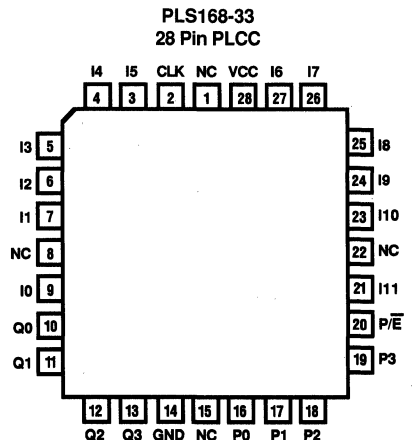 PLS168-33
28 Pin PLCC
I4 I5 CLK NC VCC I6 I7
4 3 2 1 28 27 26
I3 5 25 I8
I2 6 24 I9
I1 7 23 I10
NC 8 22 NC
I0 9 21 I11
Q0 10 20 P/E̅
Q1 11 19 P3
12 13 14 15 16 17 18
Q2 Q3 GND NC P0 P1 P2